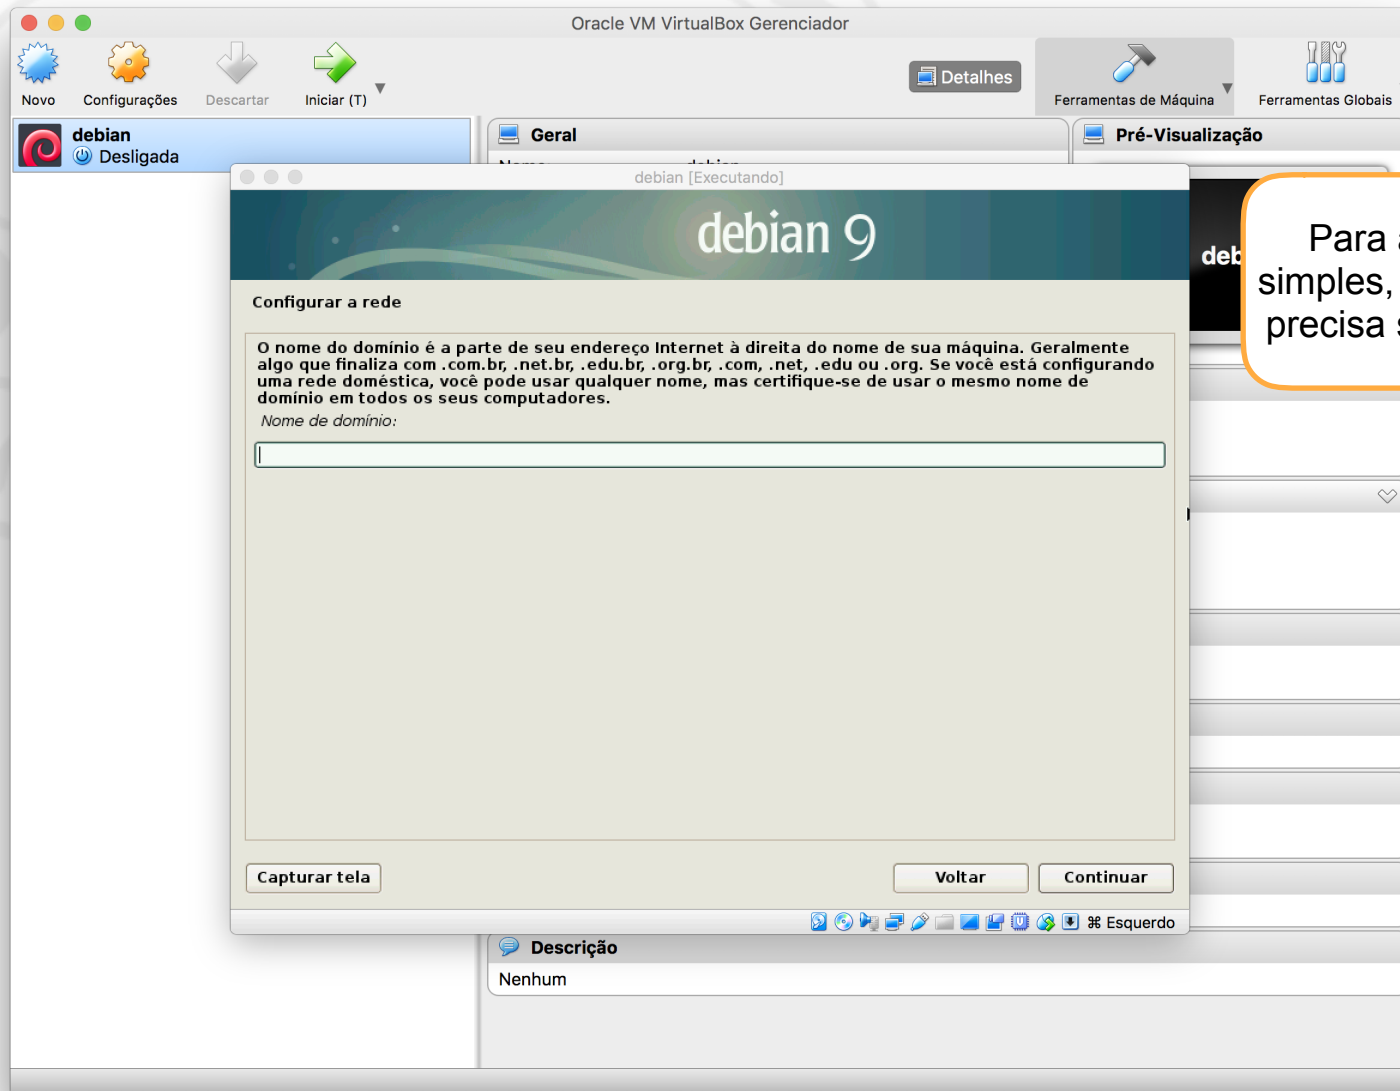 Oracle VM VirtualBox Gerenciador
Novo
Configurações
Descartar
Iniciar (T)
Detalhes
Ferramentas de Máquina
Ferramentas Globais
debian
Desligada
Geral
Pré-Visualização
debian [Executando]
debian 9
Configurar a rede
O nome do domínio é a parte de seu endereço Internet à direita do nome de sua máquina. Geralmente
algo que finaliza com .com.br, .net.br, .edu.br, .org.br, .com, .net, .edu ou .org. Se você está configurando
uma rede doméstica, você pode usar qualquer nome, mas certifique-se de usar o mesmo nome de
domínio em todos os seus computadores.
Nome de domínio:
Capturar tela
Voltar
Continuar
⌘ Esquerdo
deb
Para
simples,
precisa
Descrição
Nenhum